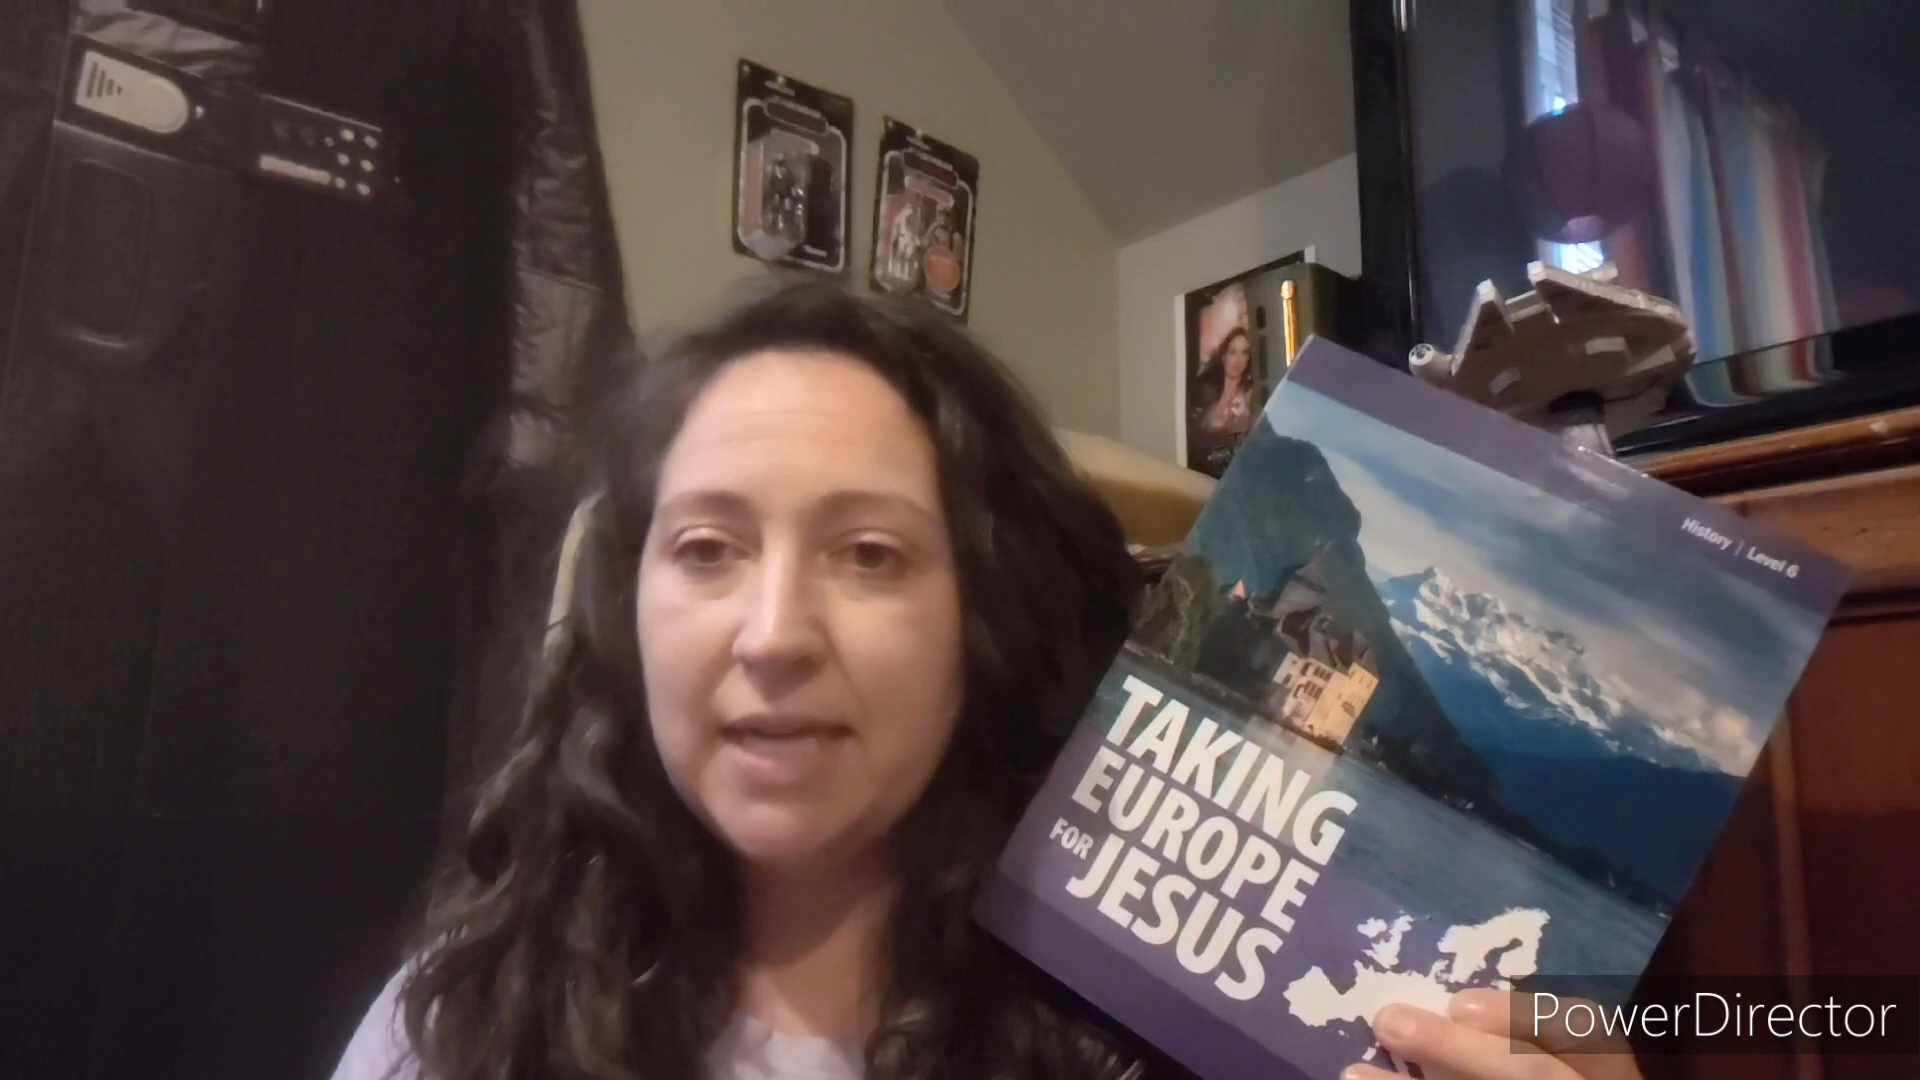 History | Level 6
TAKING
EUROPE
FOR JESUS
PowerDirector